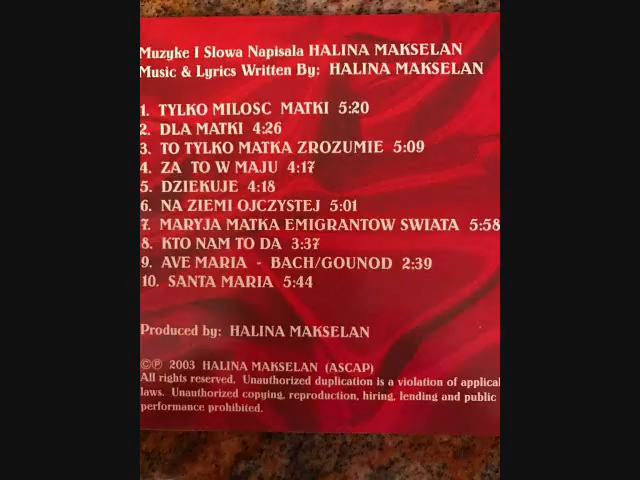 Muzyke I Slowa Napisala HALINA MAKSELAN
Music & Lyrics Written By: HALINA MAKSELAN
1. TYLKO MILOSC MATKI 5:20
2. DLA MATKI 4:26
3. TO TYLKO MATKA ZROZUMIE 5:09
4. ZA TO W MAJU 4:17
5. DZIEKUJE 4:18
6. NA ZIEMI OJCZYSTEJ 5:01
7. MARYJA MATKA EMIGRANTOW SWIATA 5:58
8. KTO NAM TO DA 3:37
9. AVE MARIA - BACH/GOUNOD 2:39
10. SANTA MARIA 5:44
Produced by: HALINA MAKSELAN
©℗ 2003 HALINA MAKSELAN (ASCAP)
All rights reserved. Unauthorized duplication is a violation of
laws. Unauthorized copying, reproduction, hiring, lending and public
performance prohibited.